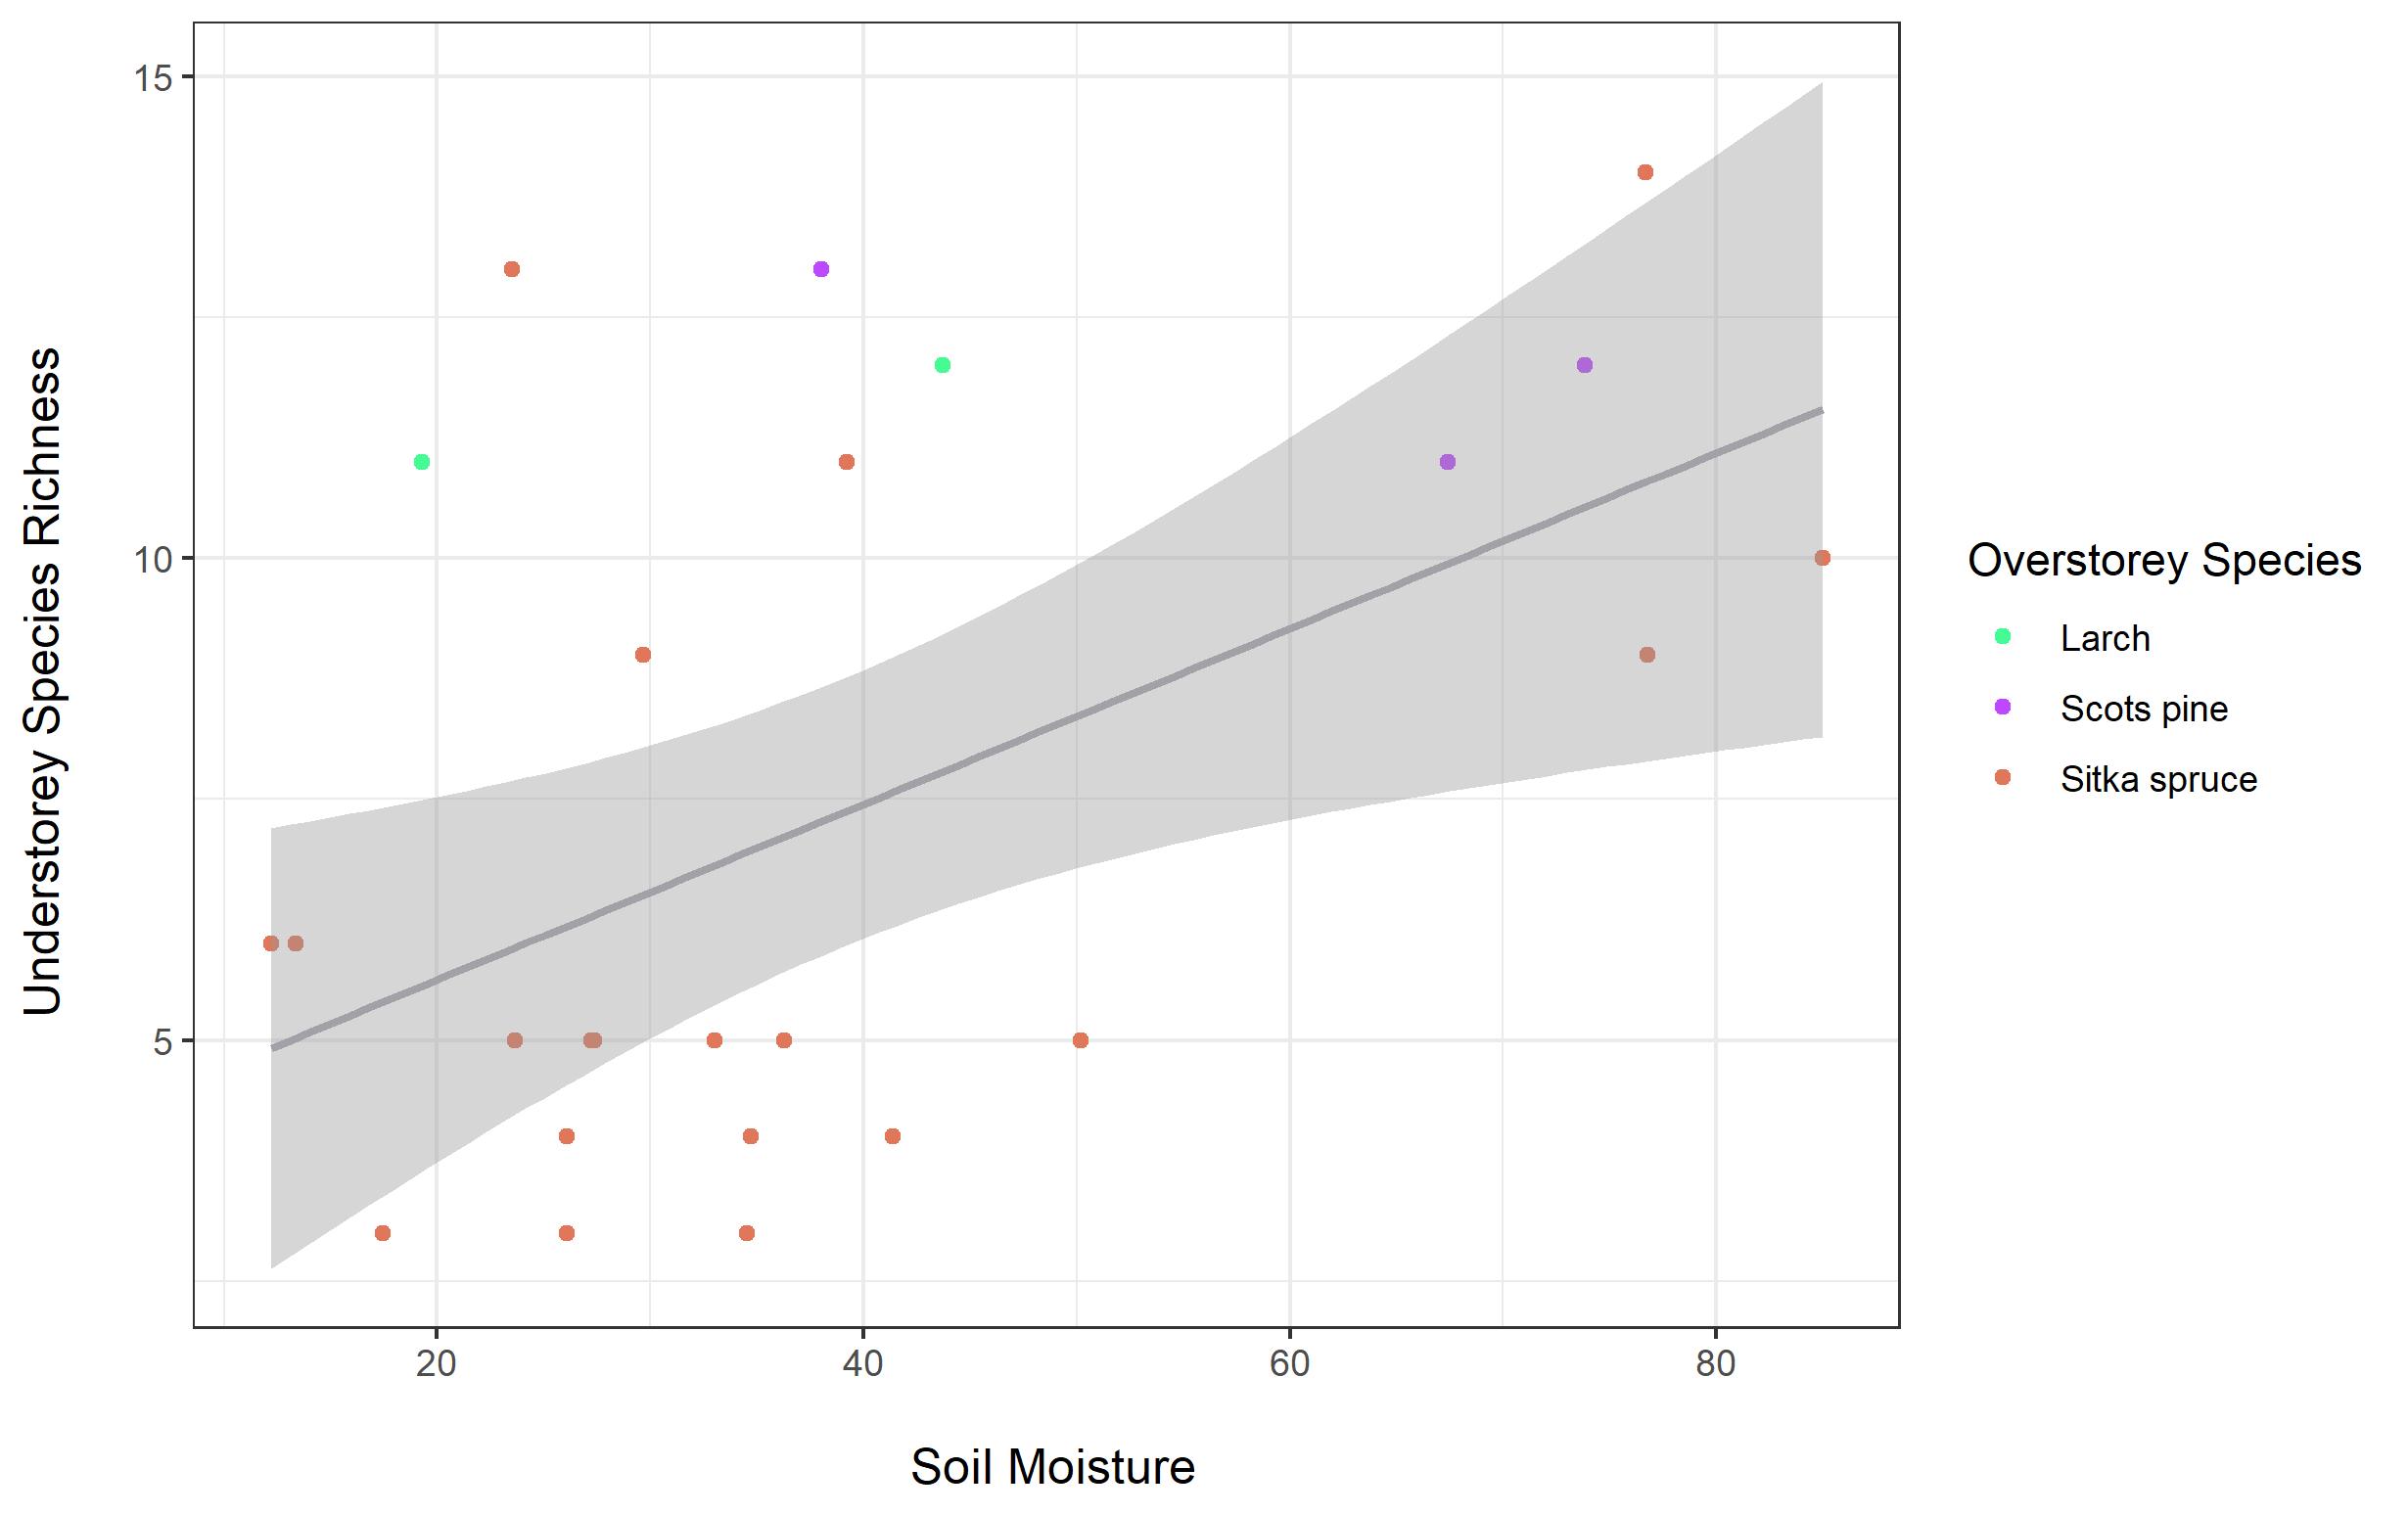 15
10
5
Understorey Species Richness
20 40 60 80
Soil Moisture
Overstorey Species
Larch
Scots pine
Sitka spruce